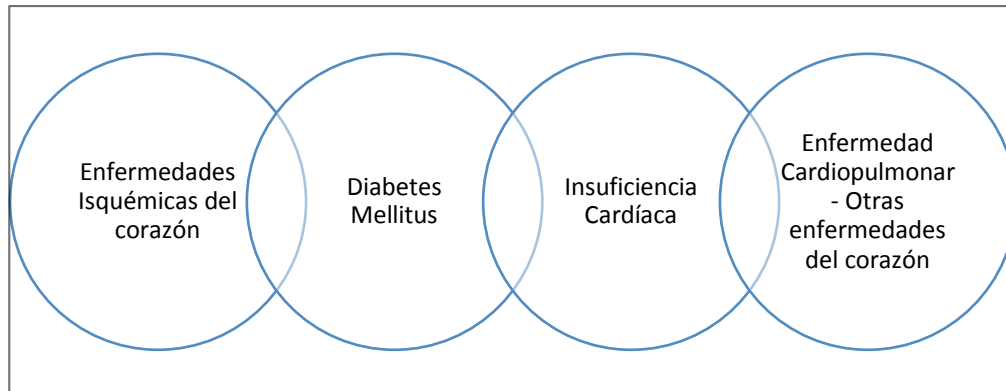 Enfermedades
Isquémicas del
corazón
Diabetes
Mellitus
Insuficiencia
Cardíaca
Enfermedad
Cardiopulmonar
- Otras
enfermedades
del corazón